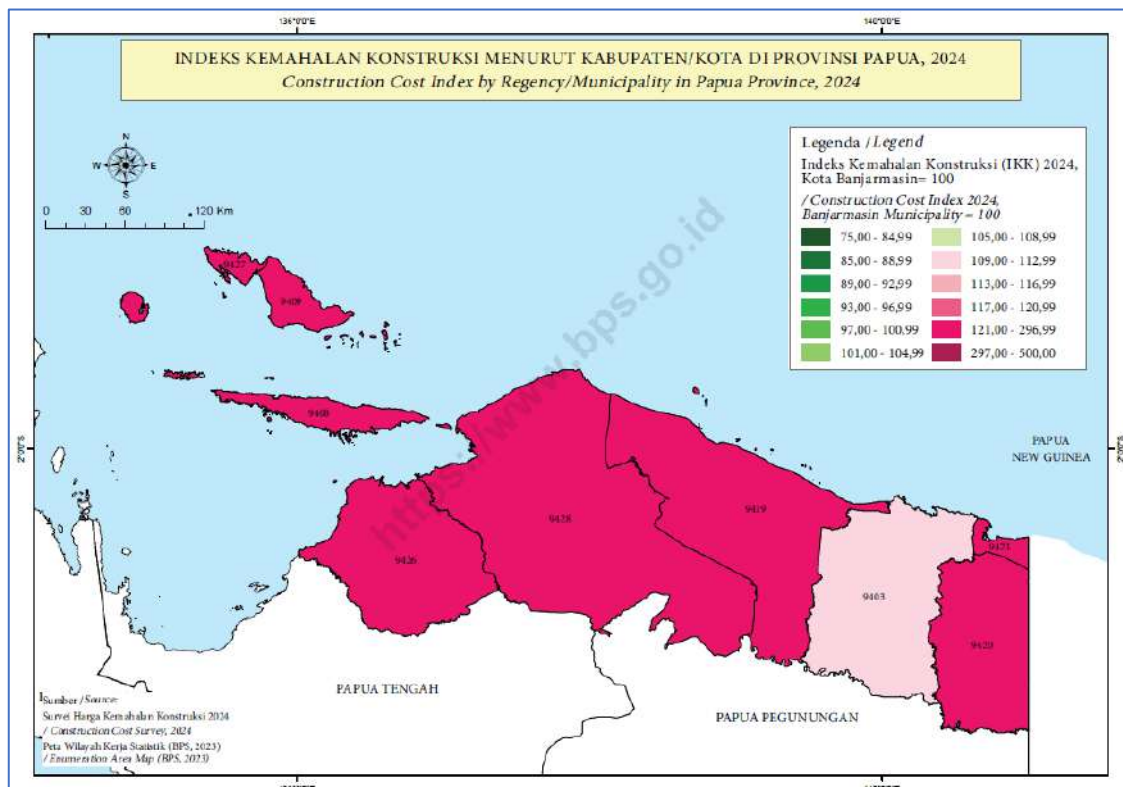 136°0'0"E
140°0'0"E
INDEKS KEMAHALAN KONSTRUKSI MENURUT KABUPATEN/KOTA DI PROVINSI PAPUA, 2024
Construction Cost Index by Regency/Municipality in Papua Province, 2024
N
W E
S
0 30 60 120 Km
Legenda / Legend
Indeks Kemahalan Konstruksi (IKK) 2024,
Kota Banjarmasin= 100
/ Construction Cost Index 2024,
Banjarmasin Municipality = 100
75,00 - 84,99
85,00 - 88,99
89,00 - 92,99
93,00 - 96,99
97,00 - 100,99
101,00 - 104,99
105,00 - 108,99
109,00 - 112,99
113,00 - 116,99
117,00 - 120,99
121,00 - 296,99
297,00 - 500,00
https://www.bps.go.id
9427
9409
9408
2°0'0"S
2°0'0"S
PAPUA
NEW GUINEA
9428
9419
9471
9426
9403
9420
PAPUA TENGAH
PAPUA PEGUNUNGAN
Sumber / Source:
Survei Harga Kemahalan Konstruksi 2024
/ Construction Cost Survey, 2024
Peta Wilayah Kerja Statistik (BPS, 2023)
/ Enumeration Area Map (BPS, 2023)